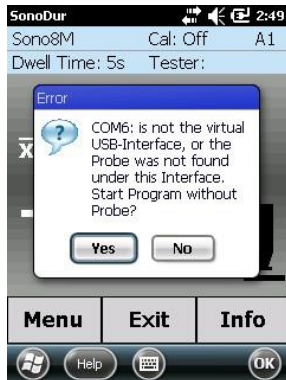 SonoDur 2:49
Sono8M Cal: Off A1
Dwell Time: 5s Tester:
Error
COM6: is not the virtual
USB-Interface, or the
Probe was not found
under this Interface.
Start Program without
Probe?
x
Yes No
Menu Exit Info
Help OK